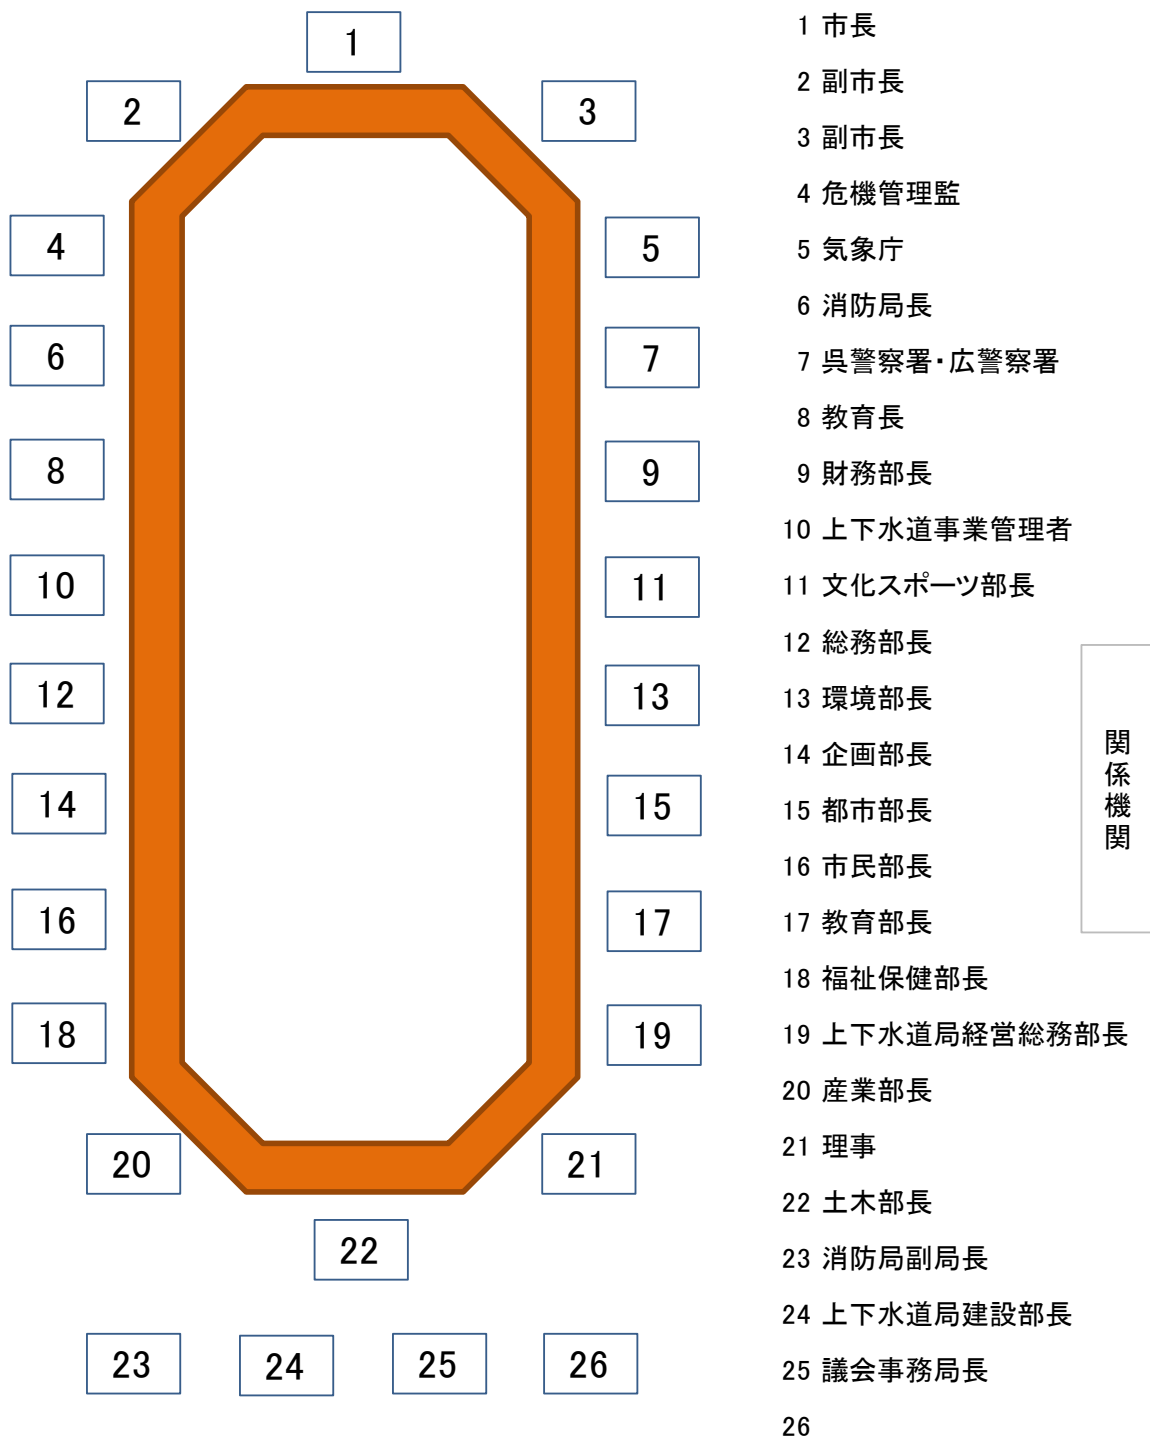 1
2
3
4
5
6
7
8
9
10
11
12
13
14
15
16
17
18
19
20
21
22
23
24
25
26
1 市長
2 副市長
3 副市長
4 危機管理監
5 気象庁
6 消防局長
7 呉警察署・広警察署
8 教育長
9 財務部長
10 上下水道事業管理者
11 文化スポーツ部長
12 総務部長
13 環境部長
14 企画部長
15 都市部長
16 市民部長
17 教育部長
18 福祉保健部長
19 上下水道局経営総務部長
20 産業部長
21 理事
22 土木部長
23 消防局副局長
24 上下水道局建設部長
25 議会事務局長
26
関係機関